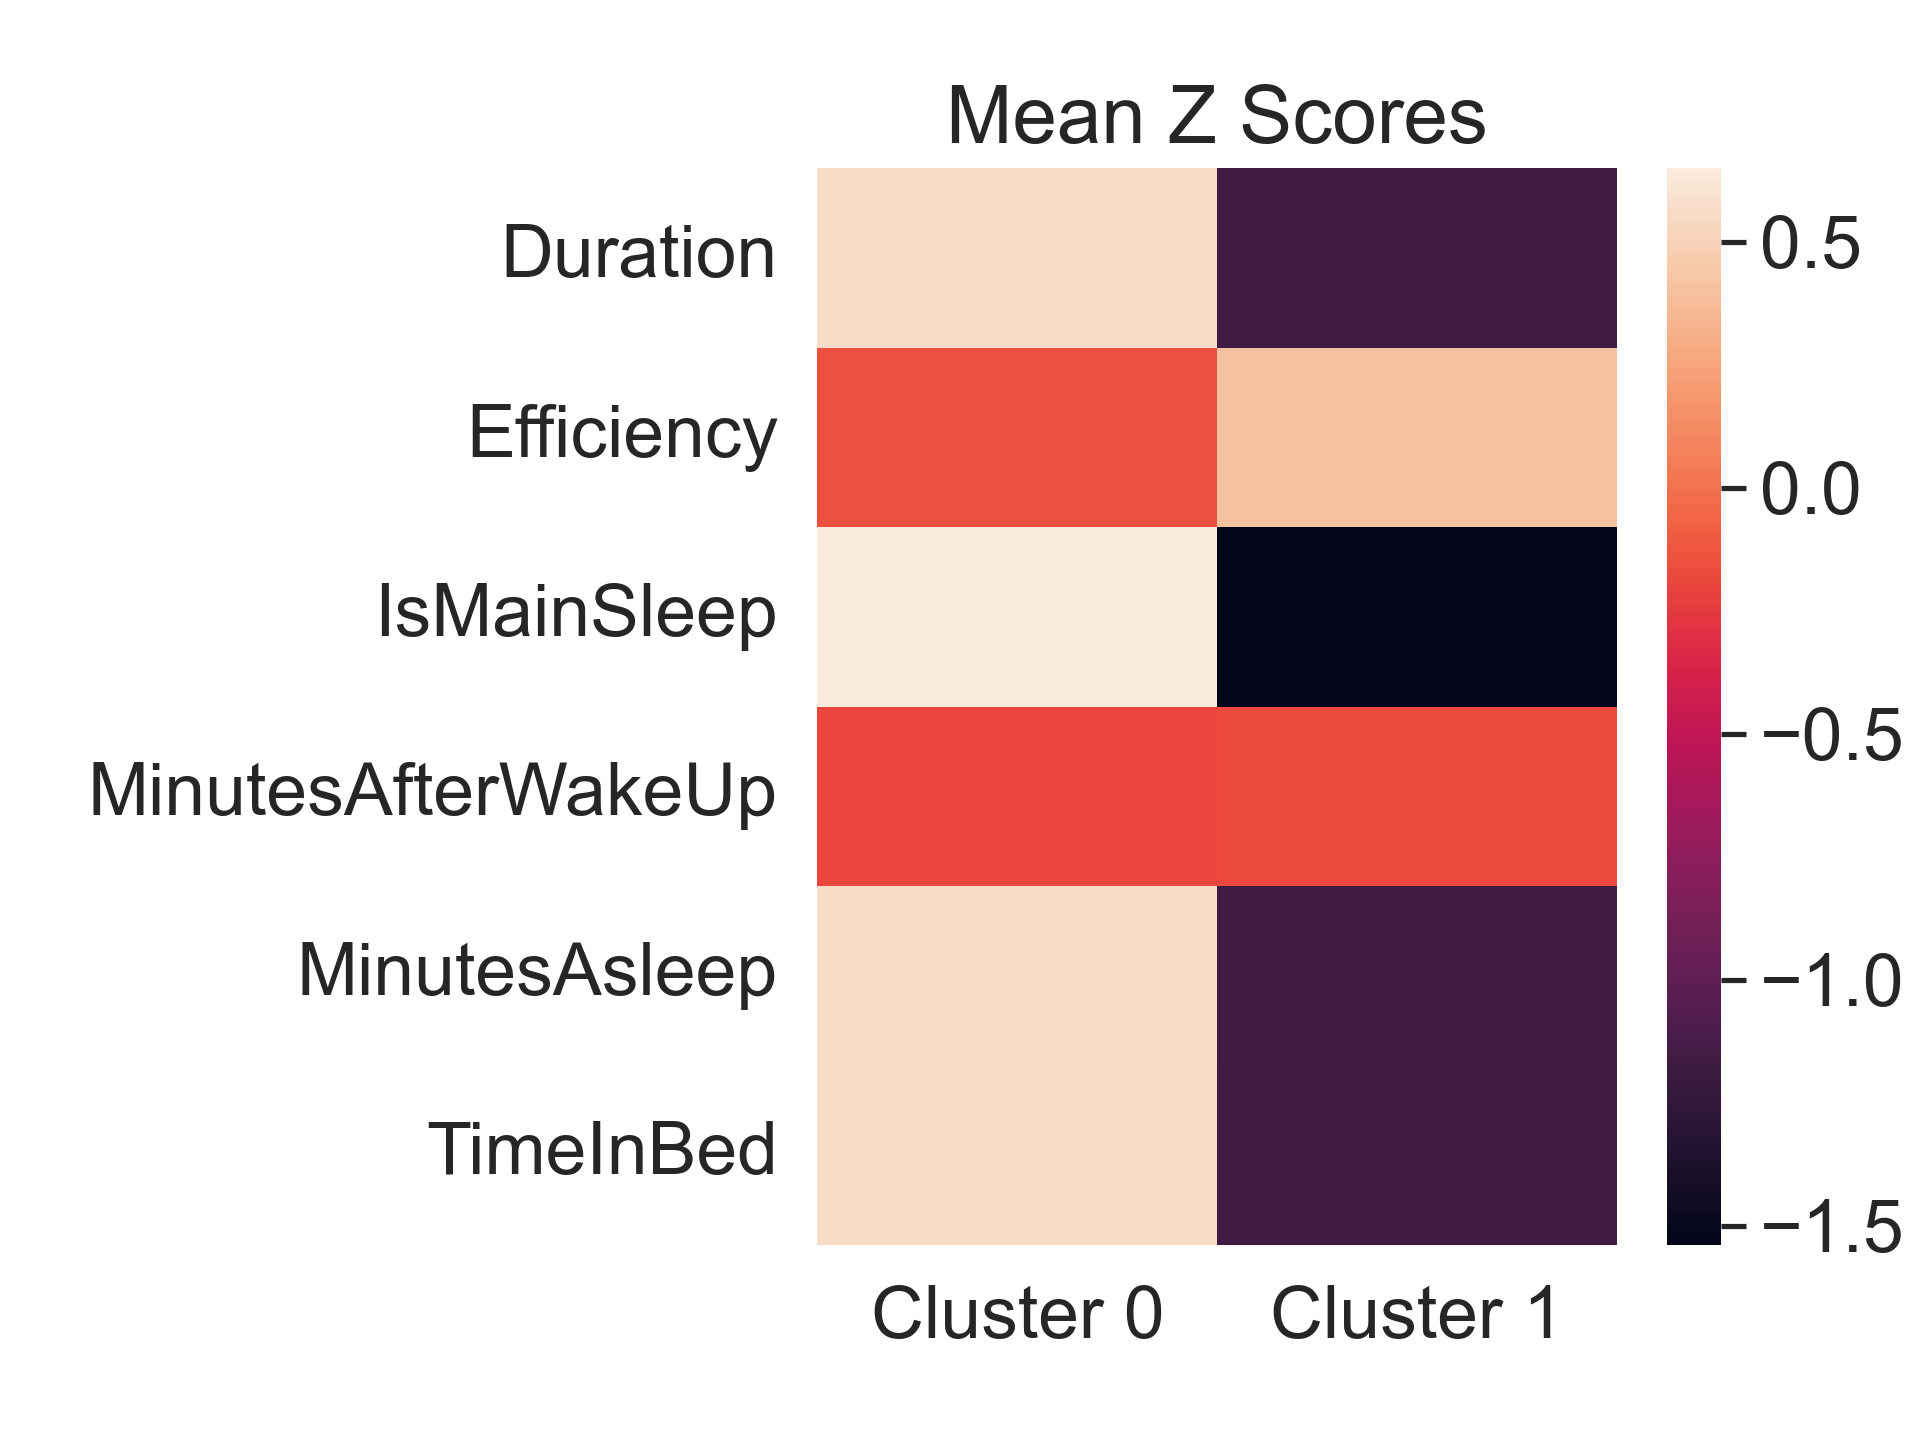 Mean Z Scores
Duration
Efficiency
IsMainSleep
MinutesAfterWakeUp
MinutesAsleep
TimeInBed
Cluster 0
Cluster 1
0.5
0.0
−0.5
−1.0
−1.5